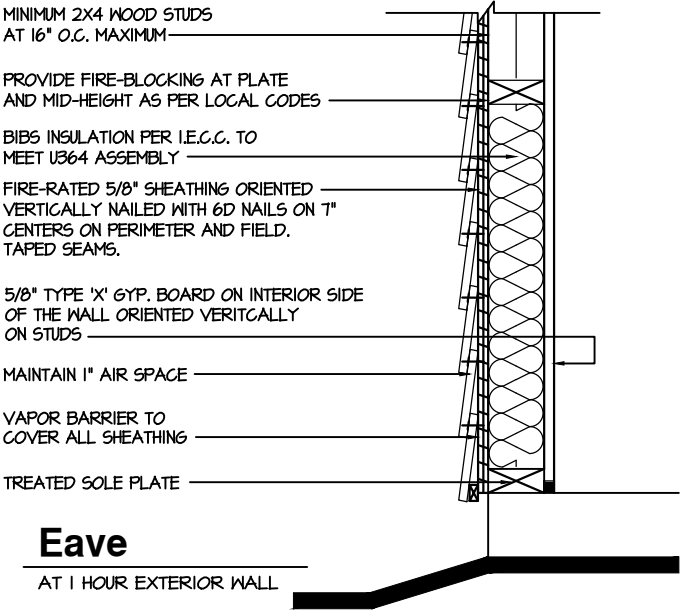 MINIMUM 2X4 WOOD STUDS
AT 16" O.C. MAXIMUM
PROVIDE FIRE-BLOCKING AT PLATE
AND MID-HEIGHT AS PER LOCAL CODES
BIBS INSULATION PER I.E.C.C. TO
MEET U364 ASSEMBLY
FIRE-RATED 5/8" SHEATHING ORIENTED
VERTICALLY NAILED WITH 6D NAILS ON 7"
CENTERS ON PERIMETER AND FIELD.
TAPED SEAMS.
5/8" TYPE 'X' GYP. BOARD ON INTERIOR SIDE
OF THE WALL ORIENTED VERITCALLY
ON STUDS
MAINTAIN 1" AIR SPACE
VAPOR BARRIER TO
COVER ALL SHEATHING
TREATED SOLE PLATE
Eave
AT 1 HOUR EXTERIOR WALL